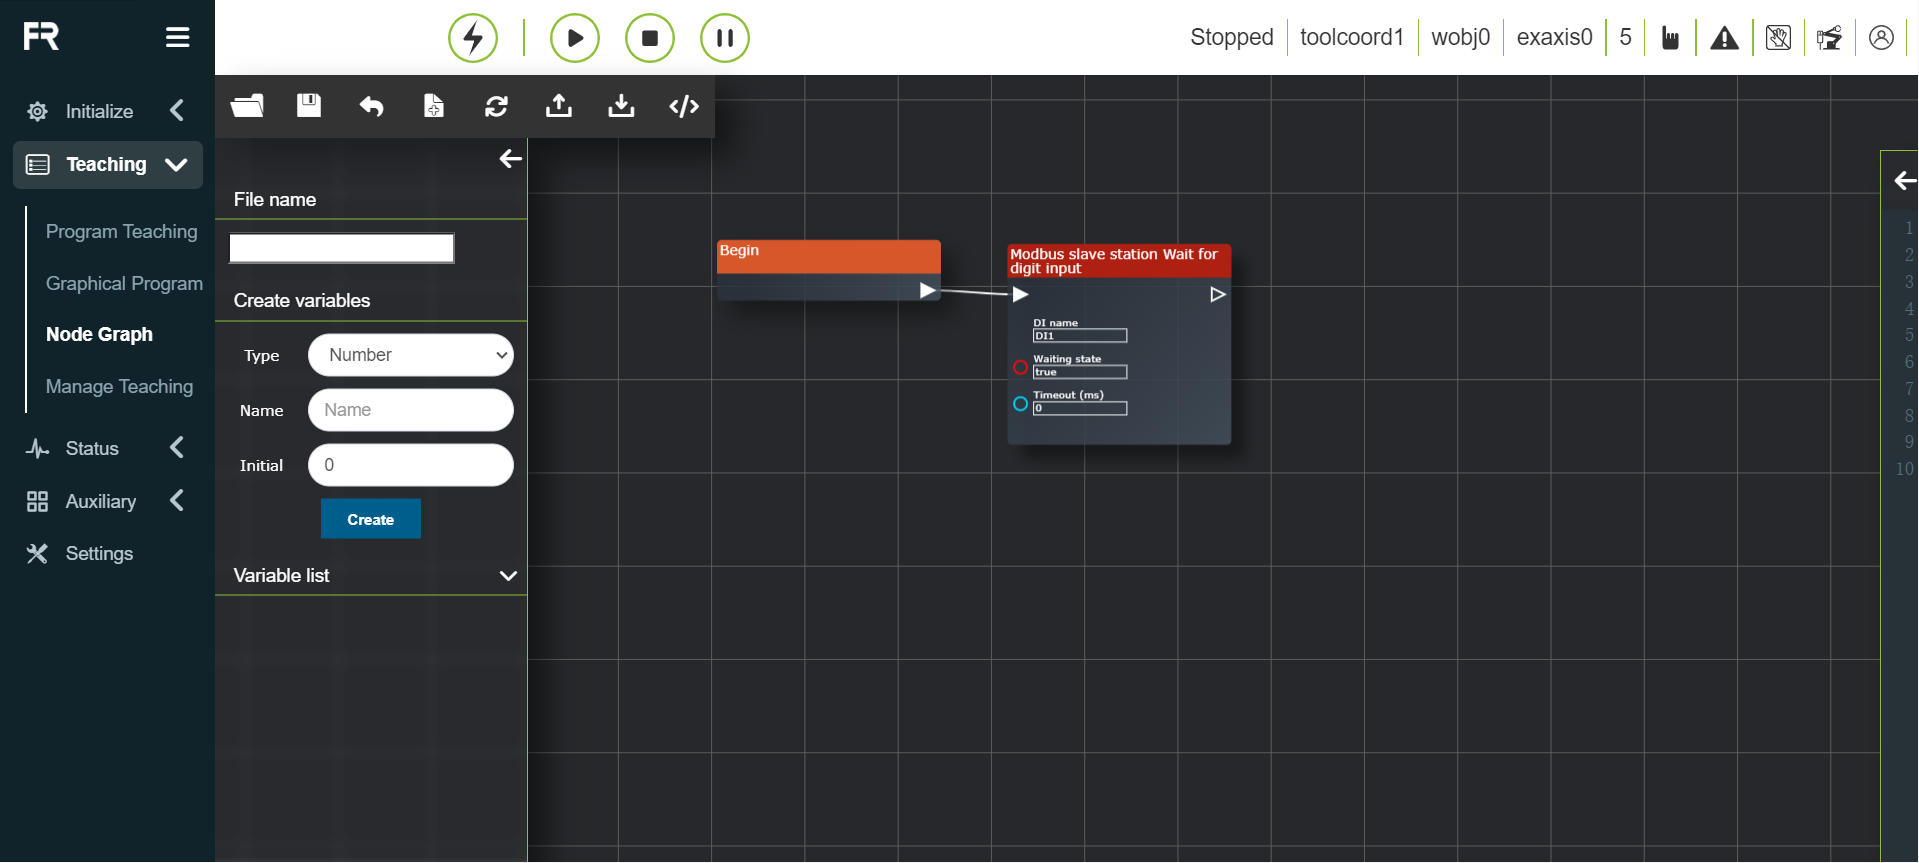 FR
Stopped
toolcoord1
wobj0
exaxis0
5
Initialize
Teaching
Program Teaching
Graphical Program
Node Graph
Manage Teaching
Status
Auxiliary
Settings
File name
Create variables
Type
Number
Name
Name
Initial
0
Create
Variable list
Begin
Modbus slave station Wait for
digit input
DI name
DI1
Waiting state
true
Timeout (ms)
0
1
2
3
4
5
6
7
8
9
10